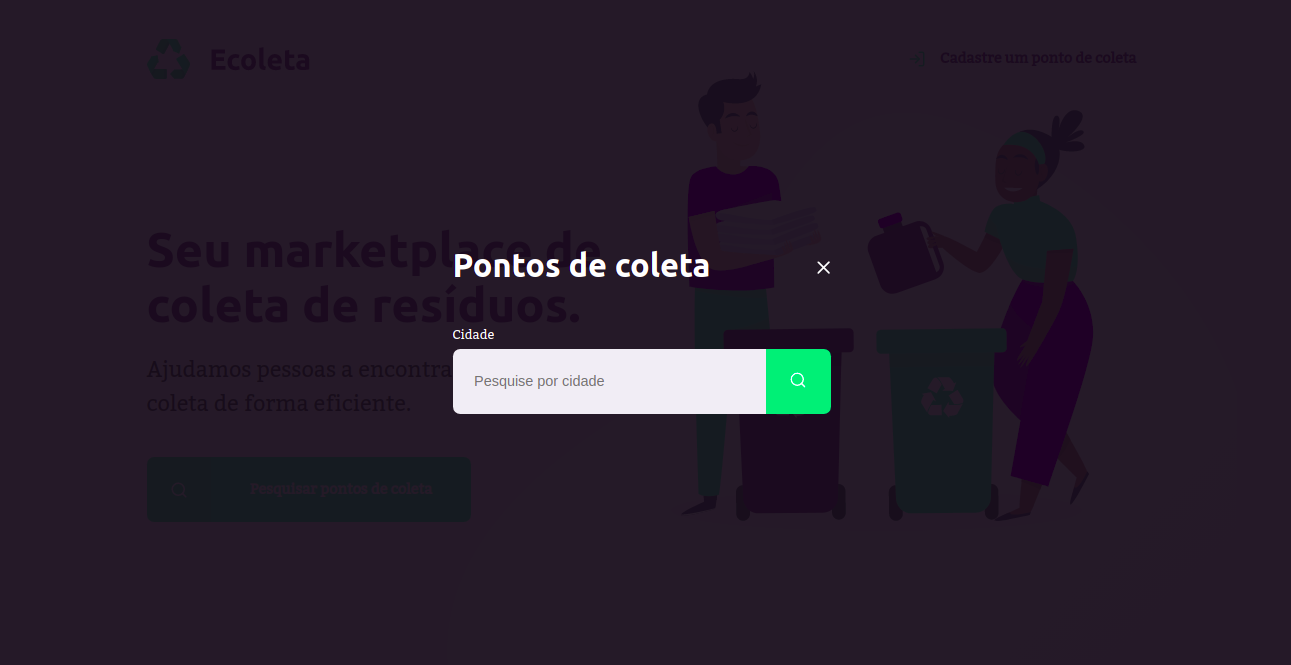 Ecoleta
Cadastre um ponto de coleta
Seu marketplace de
coleta de resíduos.
Ajudamos pessoas a encontra
coleta de forma eficiente.
Pesquisar pontos de coleta
Pontos de coleta
Cidade
Pesquise por cidade